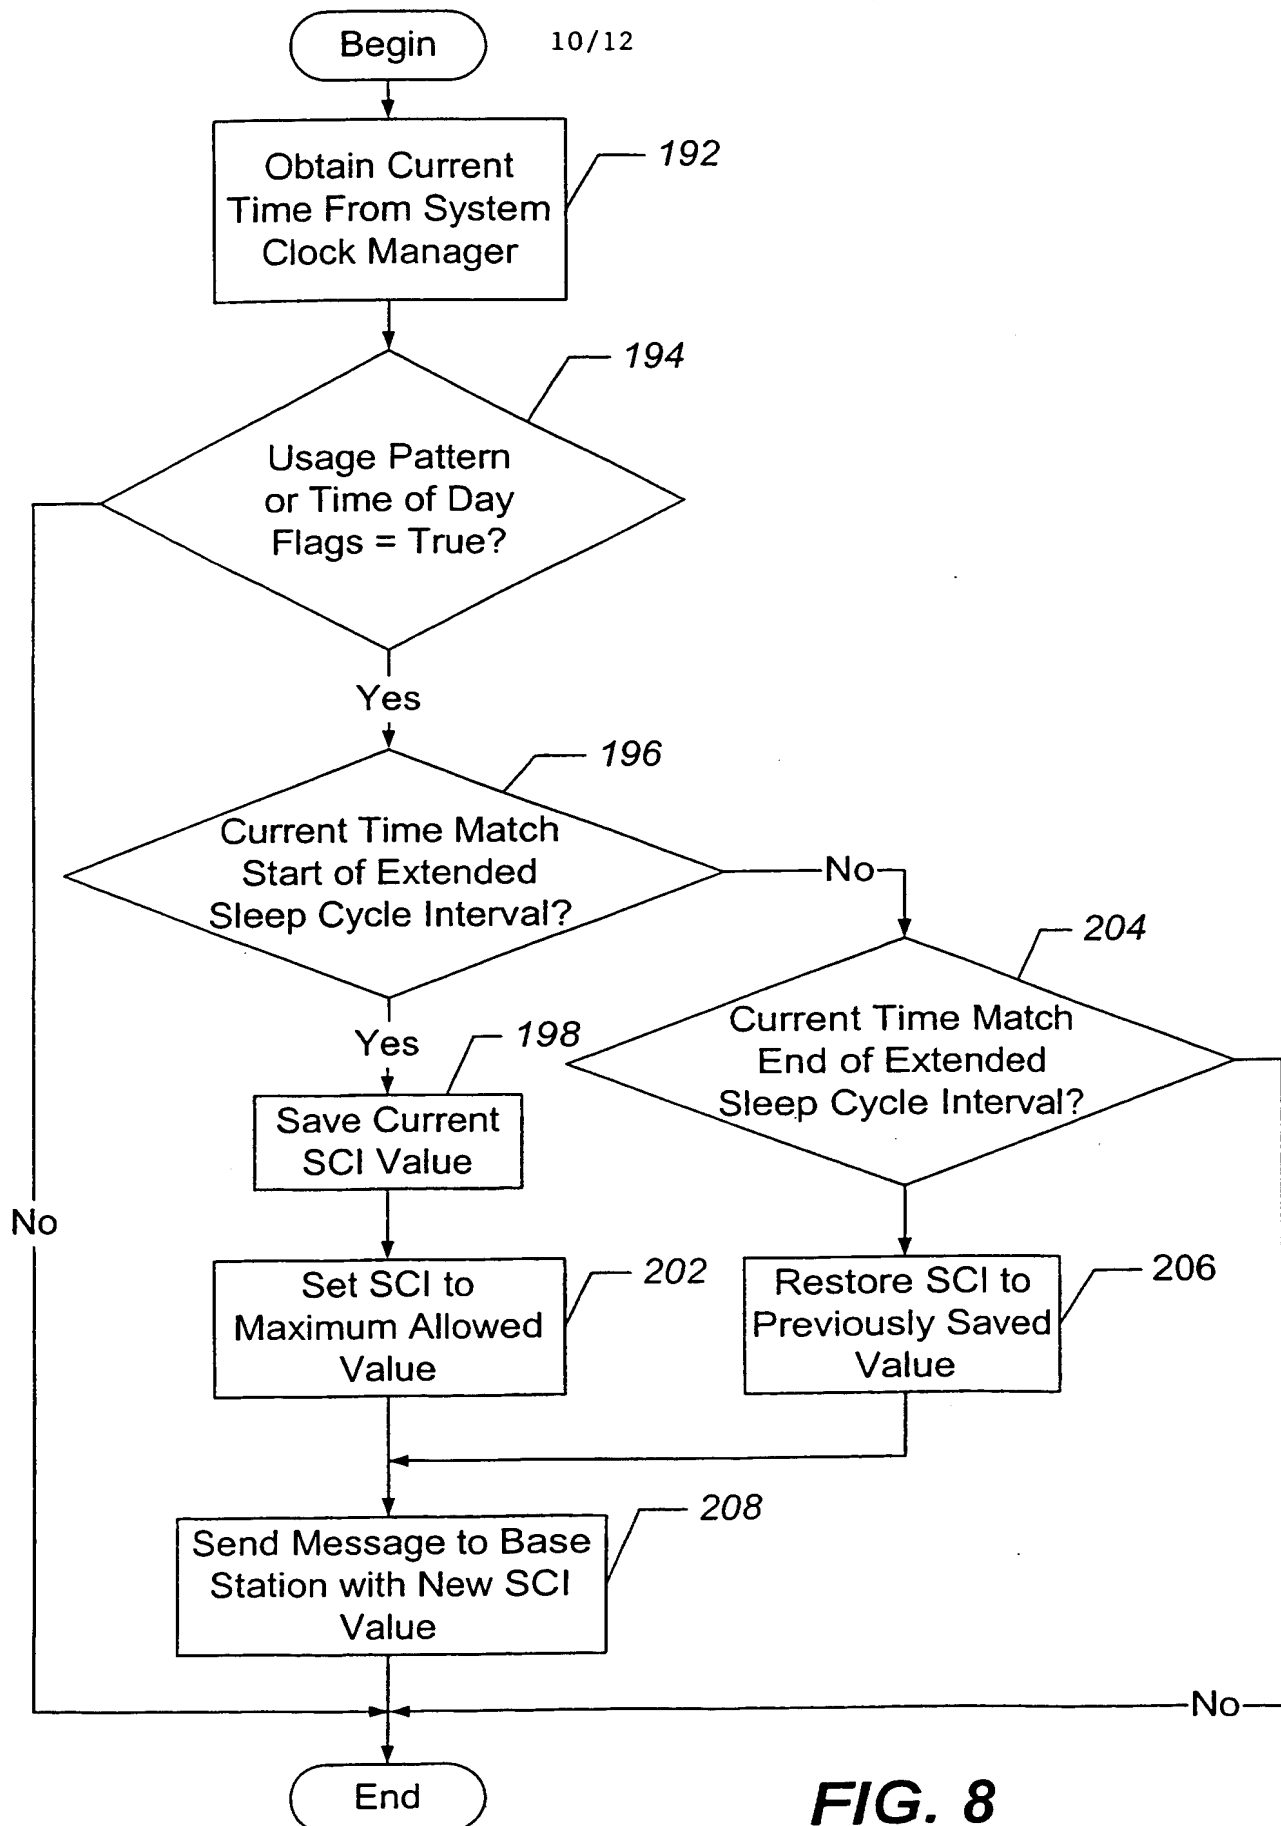 Begin
10/12
Obtain Current
Time From System
Clock Manager
192
194
Usage Pattern
or Time of Day
Flags = True?
Yes
196
Current Time Match
Start of Extended
Sleep Cycle Interval?
No
204
Current Time Match
End of Extended
Sleep Cycle Interval?
Yes
198
Save Current
SCI Value
No
Set SCI to
Maximum Allowed
Value
202
Restore SCI to
Previously Saved
Value
206
208
Send Message to Base
Station with New SCI
Value
No
End
FIG. 8